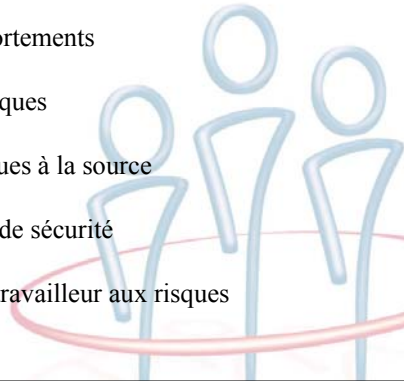 ortements
ques
ues à la source
de sécurité
ravailleur aux risques